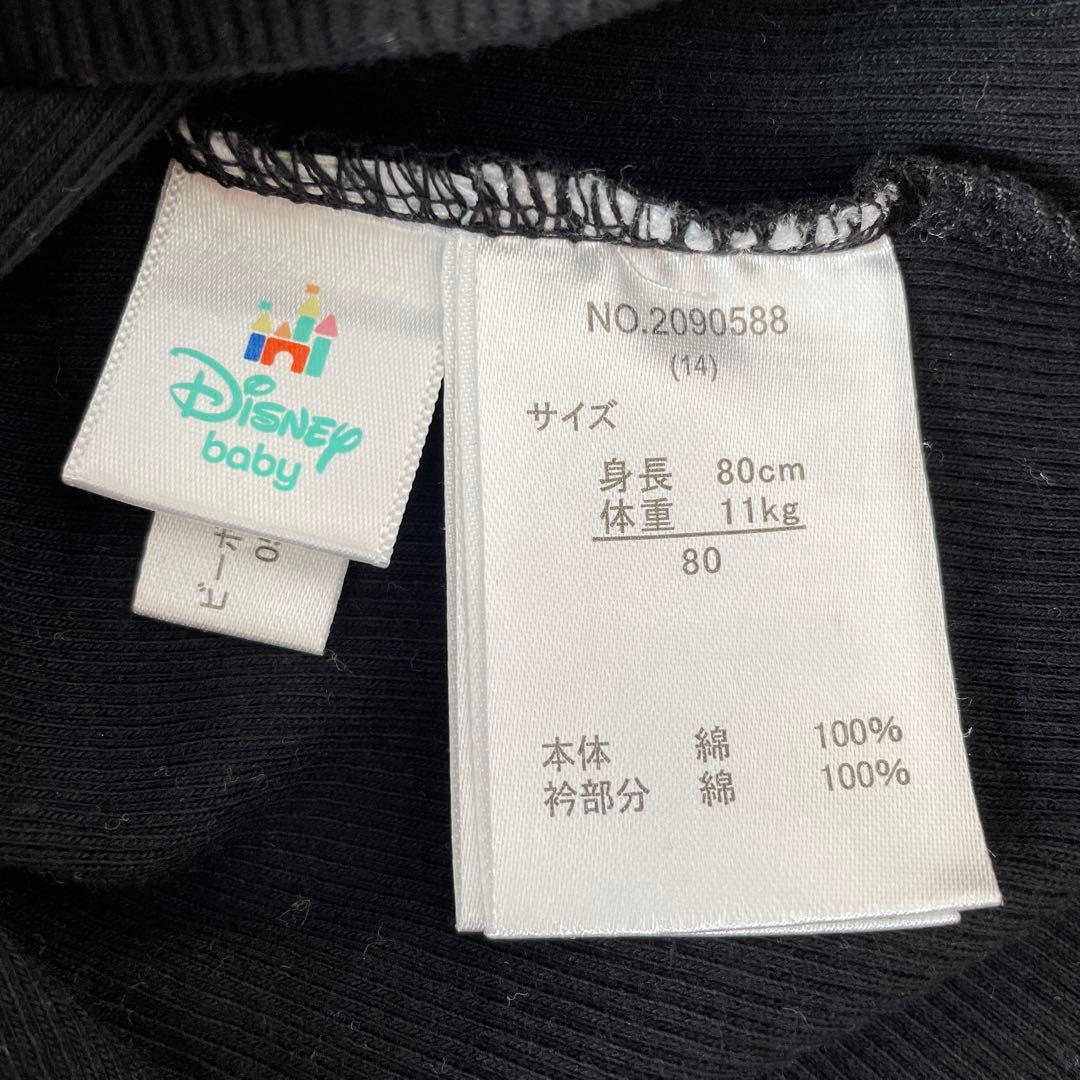 Disney
baby
NO.2090588
(14)
サイズ
身長 80cm
体重 11kg
80
本体 綿 100%
衿部分 綿 100%